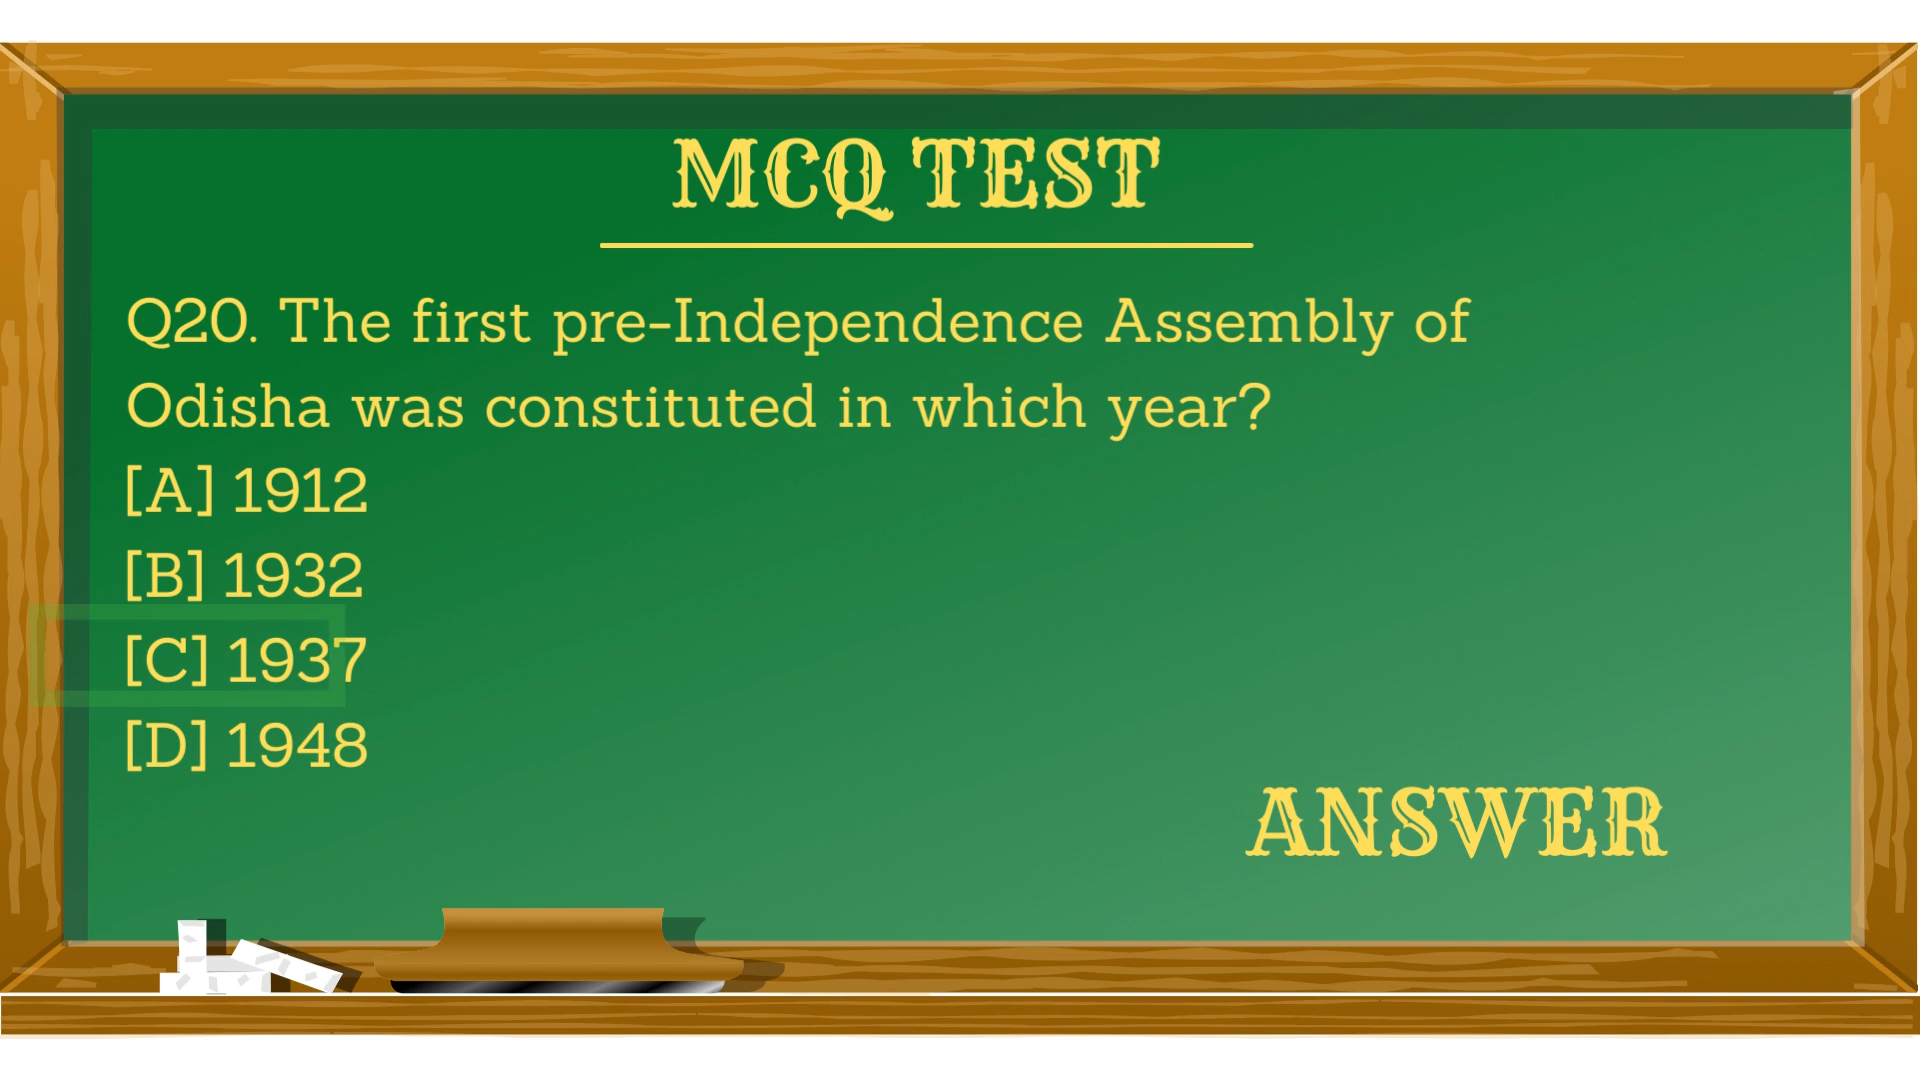 MCQ TEST
Q20. The first pre-Independence Assembly of
Odisha was constituted in which year?
[A] 1912
[B] 1932
[C] 1937
[D] 1948
ANSWER